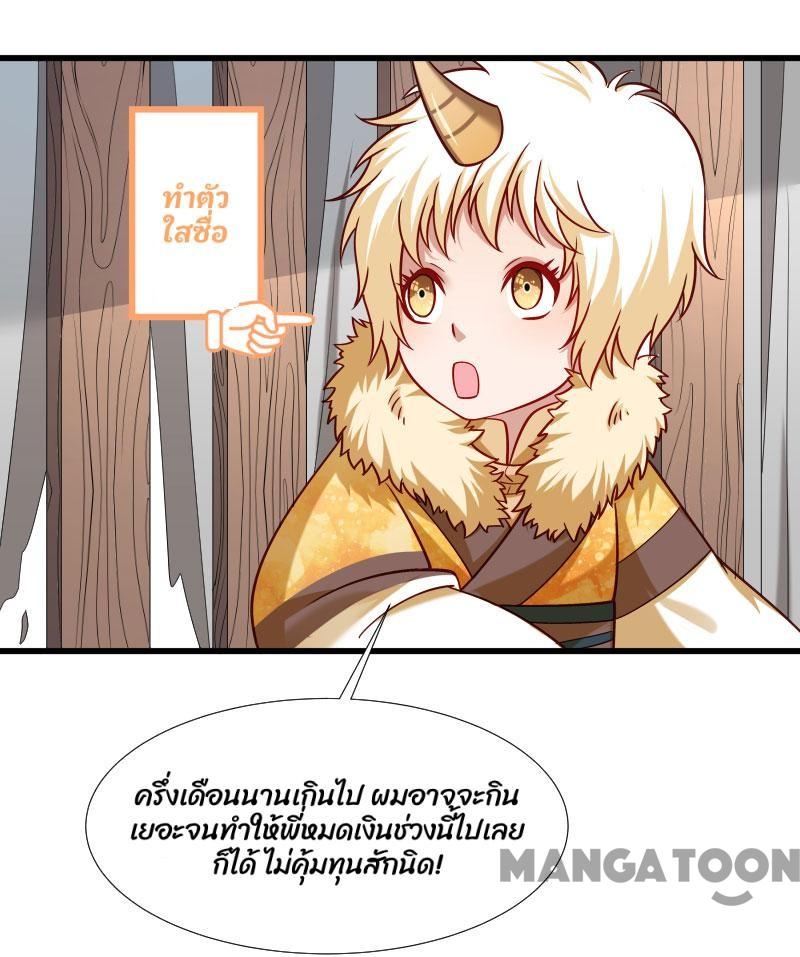 ทำตัว
ใสซื่อ
ครึ่งเดือนนานเกินไป ผมอาจจะกิน
เยอะจนทำให้พี่หมดเงินช่วงนี้ไปเลย
ก็ได้ ไม่คุ้มทุนสักนิด!
MANGATOON